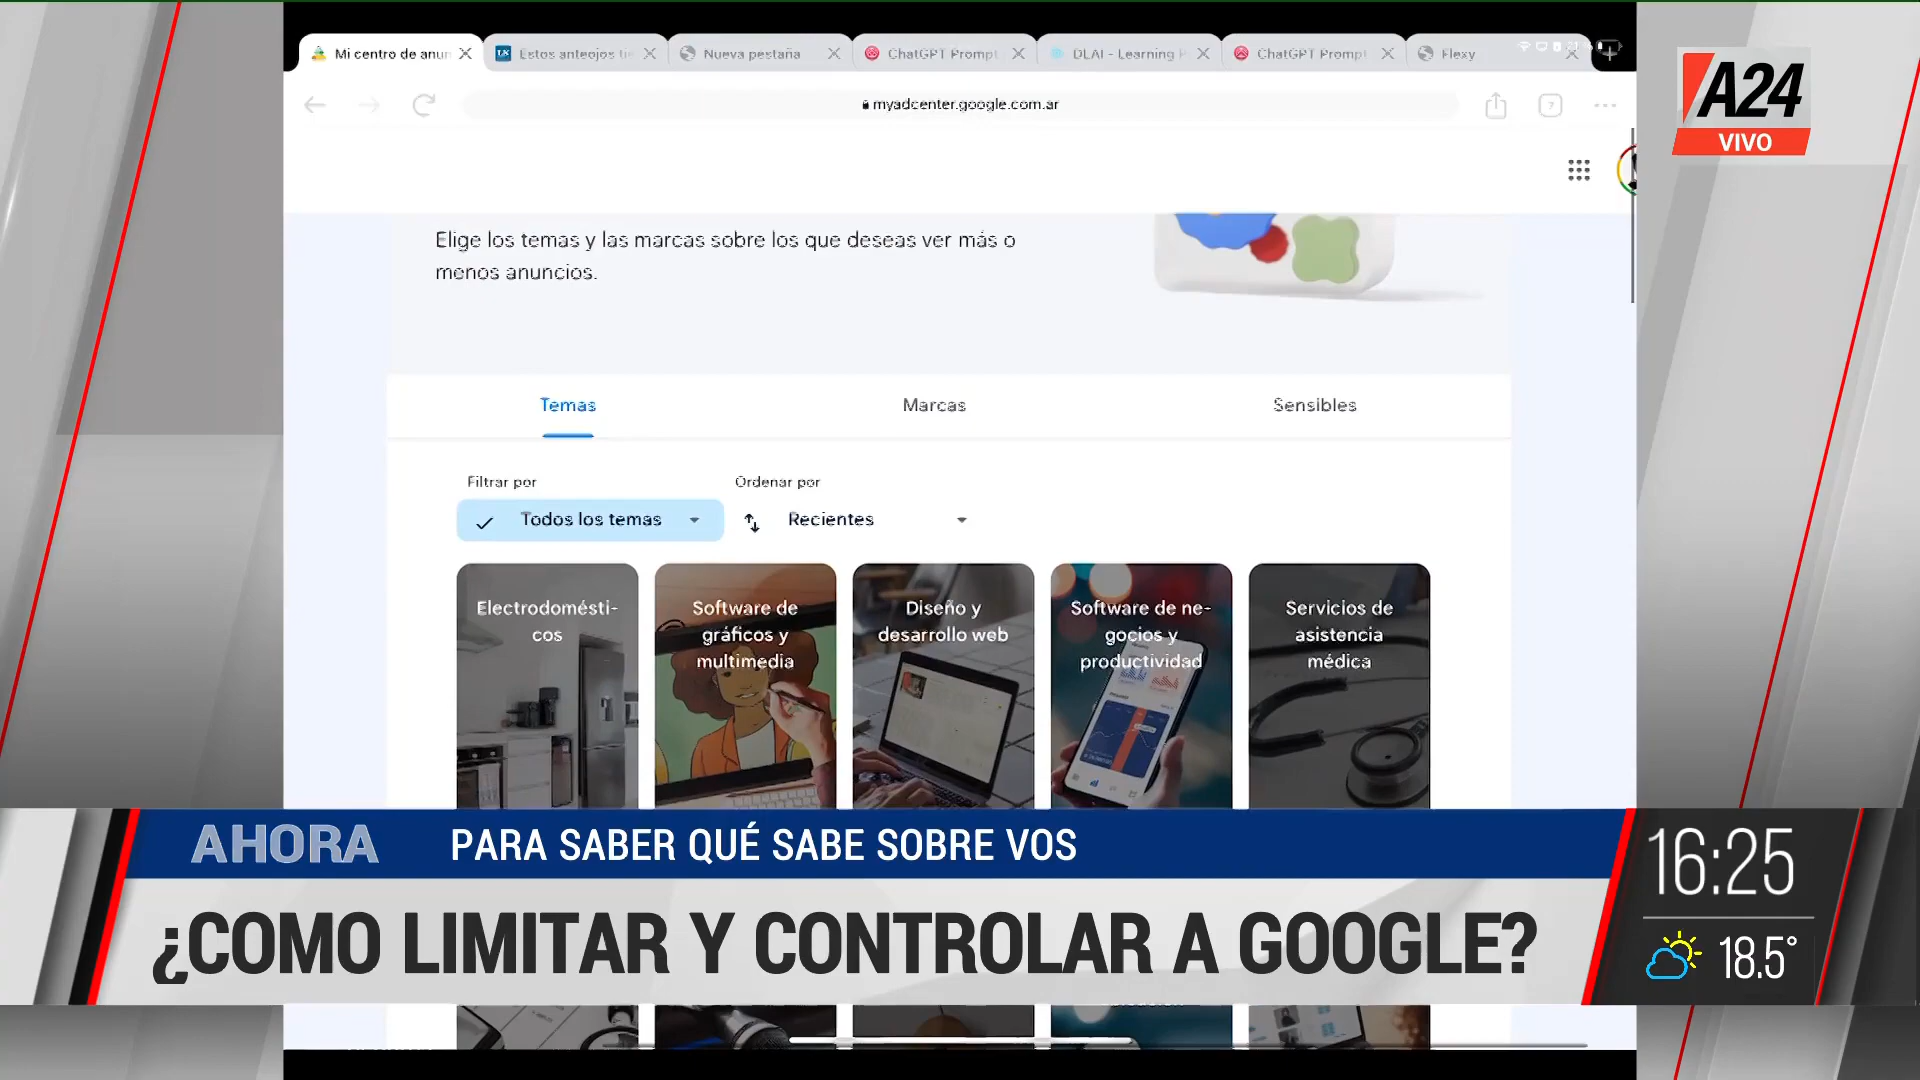 Mi centro de anun
Estos anteojos ti
Nueva pestaña
ChatGPT Prompt
DLAI - Learning P
ChatGPT Prompt
Flexy
myadcenter.google.com.ar
A24
VIVO
Elige los temas y las marcas sobre los que deseas ver más o
menos anuncios.
Temas
Marcas
Sensibles
Filtrar por
Ordenar por
Todos los temas
Recientes
Electrodomésti-
cos
Software de
gráficos y
multimedia
Diseño y
desarrollo web
Software de ne-
gocios y
productividad
Servicios de
asistencia
médica
AHORA
PARA SABER QUÉ SABE SOBRE VOS
¿COMO LIMITAR Y CONTROLAR A GOOGLE?
16:25
18.5°